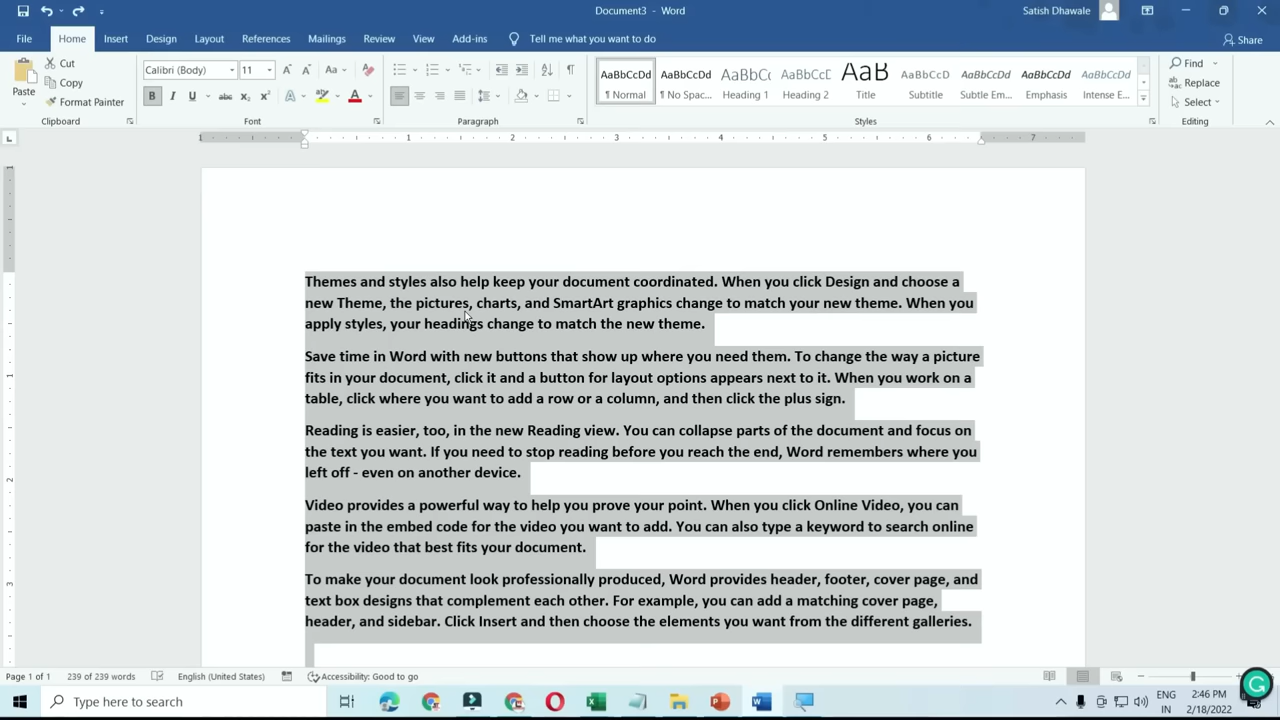 Document3 - Word
Satish Dhawale
File Home Insert Design Layout References Mailings Review View Add-ins Tell me what you want to do
Share
Paste
Cut
Copy
Format Painter
Clipboard
Calibri (Body) 11
Font
Paragraph
AaBbCcDd AaBbCcDd AaBbC AaBbCcD AaB AaBbCcD AaBbCcDd AaBbCcDd AaBbCcDd
¶ Normal ¶ No Spac... Heading 1 Heading 2 Title Subtitle Subtle Em... Emphasis Intense E...
Styles
Find
Replace
Select
Editing
1 1 2 3 4 5 6 7
Themes and styles also help keep your document coordinated. When you click Design and choose a
new Theme, the pictures, charts, and SmartArt graphics change to match your new theme. When you
apply styles, your headings change to match the new theme.
Save time in Word with new buttons that show up where you need them. To change the way a picture
fits in your document, click it and a button for layout options appears next to it. When you work on a
table, click where you want to add a row or a column, and then click the plus sign.
Reading is easier, too, in the new Reading view. You can collapse parts of the document and focus on
the text you want. If you need to stop reading before you reach the end, Word remembers where you
left off - even on another device.
Video provides a powerful way to help you prove your point. When you click Online Video, you can
paste in the embed code for the video you want to add. You can also type a keyword to search online
for the video that best fits your document.
To make your document look professionally produced, Word provides header, footer, cover page, and
text box designs that complement each other. For example, you can add a matching cover page,
header, and sidebar. Click Insert and then choose the elements you want from the different galleries.
Page 1 of 1 239 of 239 words English (United States) Accessibility: Good to go
Type here to search
ENG
IN
2:46 PM
2/18/2022